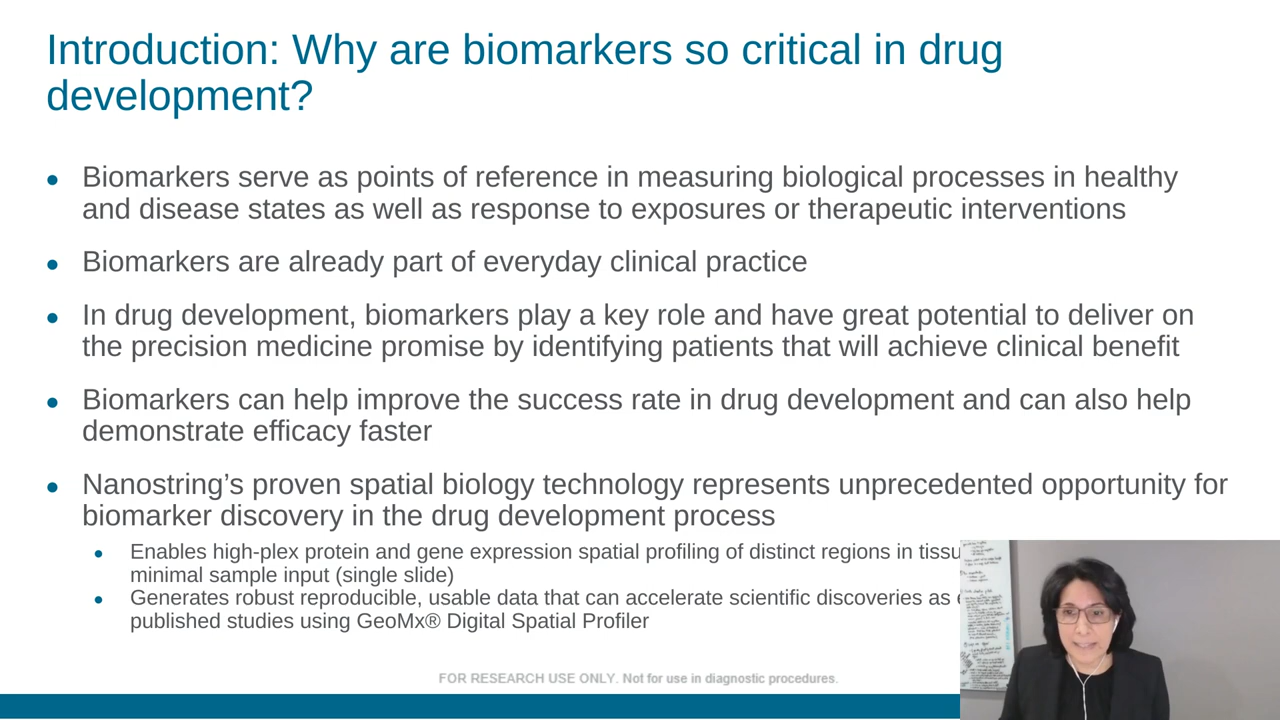 Introduction: Why are biomarkers so critical in drug
development?
Biomarkers serve as points of reference in measuring biological processes in healthy
and disease states as well as response to exposures or therapeutic interventions
Biomarkers are already part of everyday clinical practice
In drug development, biomarkers play a key role and have great potential to deliver on
the precision medicine promise by identifying patients that will achieve clinical benefit
Biomarkers can help improve the success rate in drug development and can also help
demonstrate efficacy faster
Nanostring’s proven spatial biology technology represents unprecedented opportunity for
biomarker discovery in the drug development process
Enables high-plex protein and gene expression spatial profiling of distinct regions in
minimal sample input (single slide)
Generates robust reproducible, usable data that can accelerate scientific discoveries as
published studies using GeoMx® Digital Spatial Profiler
FOR RESEARCH USE ONLY. Not for use in diagnostic procedures.